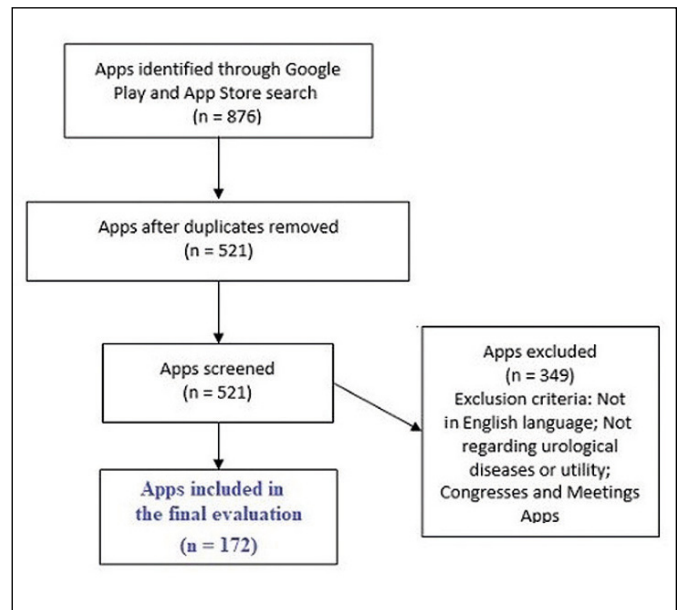 Apps identified through Google
Play and App Store search
(n = 876)
Apps after duplicates removed
(n = 521)
Apps screened
(n = 521)
Apps excluded
(n = 349)
Exclusion criteria: Not
in English language; Not
regarding urological
diseases or utility;
Congresses and Meetings
Apps
Apps included in
the final evaluation
(n = 172)